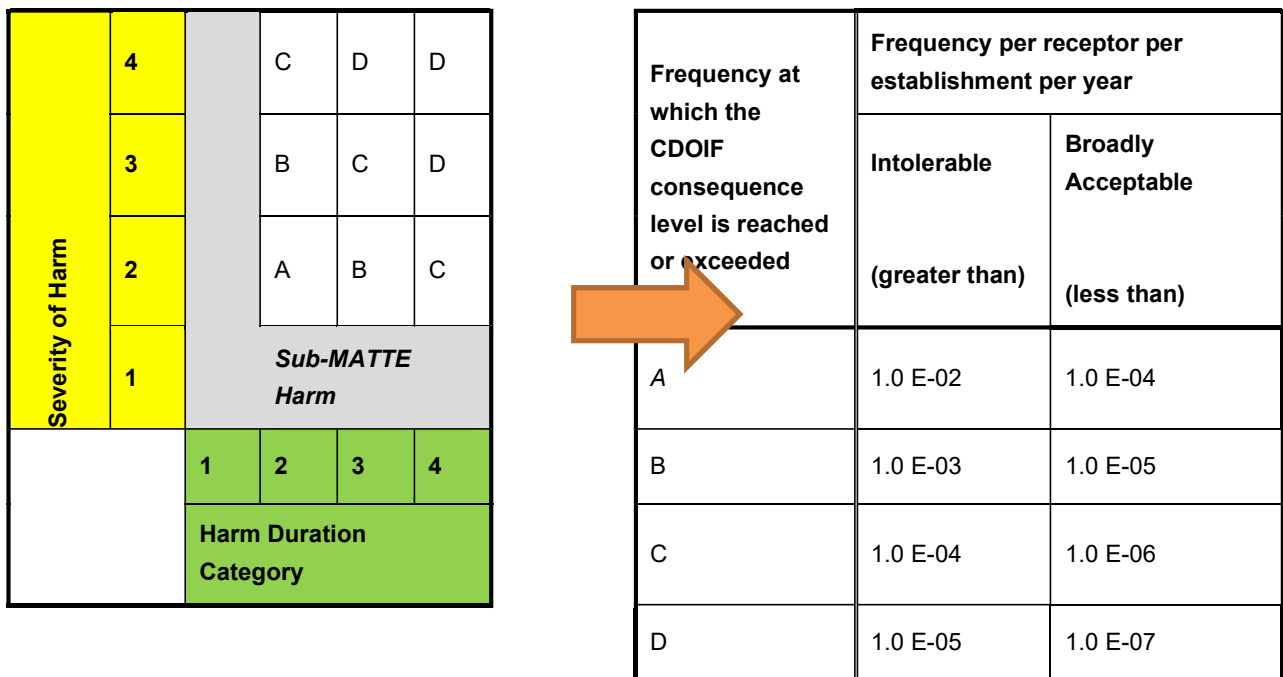 4 C D D
3 B C D
2 A B C
Severity of Harm
1 Sub-MATTE
Harm
1 2 3 4
Harm Duration
Category
Frequency at
which the
CDOIF
consequence
level is reached
or exceeded
Frequency per receptor per
establishment per year
Intolerable
(greater than)
Broadly
Acceptable
(less than)
A 1.0 E-02 1.0 E-04
B 1.0 E-03 1.0 E-05
C 1.0 E-04 1.0 E-06
D 1.0 E-05 1.0 E-07